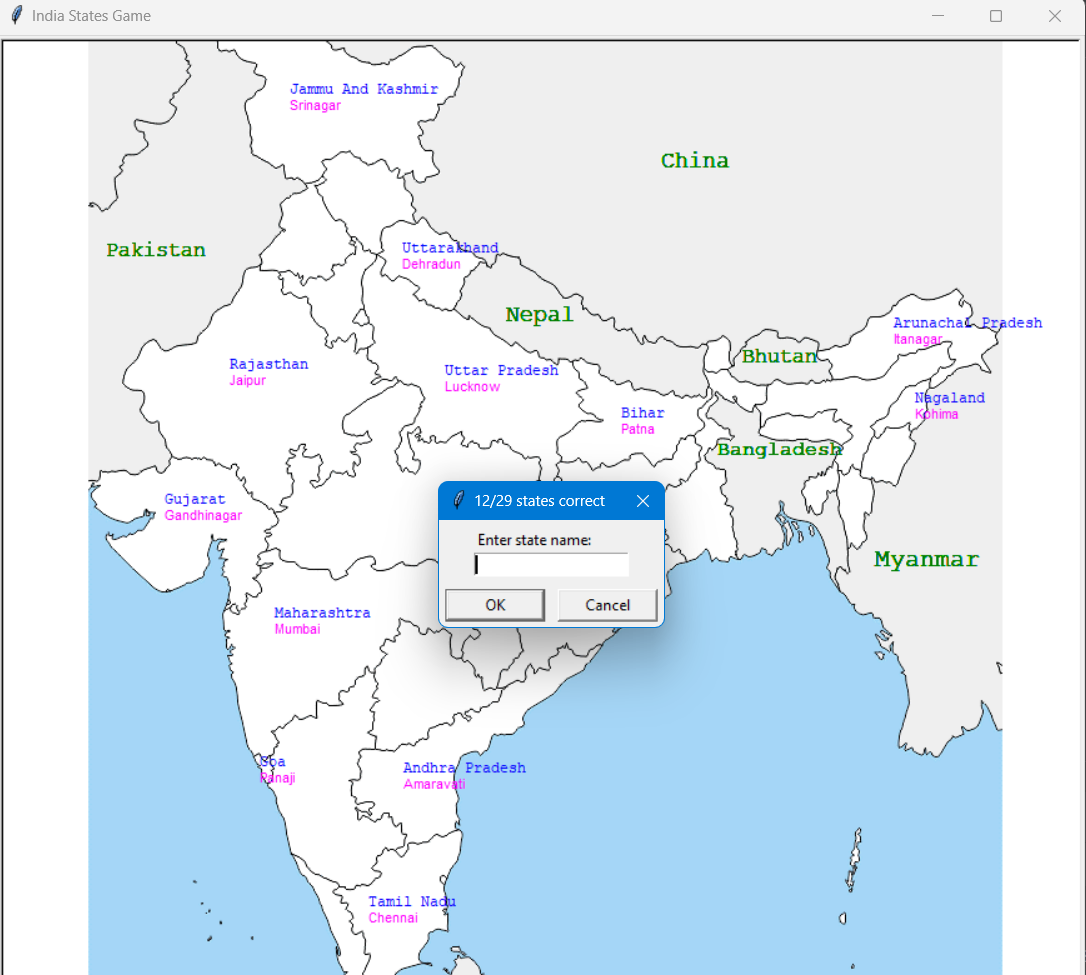 India States Game
Jammu And Kashmir
Srinagar
China
Pakistan
Uttarakhand
Dehradun
Nepal
Arunachal Pradesh
Itanagar
Bhutan
Rajasthan
Jaipur
Uttar Pradesh
Lucknow
Nagaland
Kohima
Bihar
Patna
Bangladesh
Gujarat
Gandhinagar
12/29 states correct
Enter state name:
OK
Cancel
Myanmar
Maharashtra
Mumbai
Goa
Panaji
Andhra Pradesh
Amaravati
Tamil Nadu
Chennai